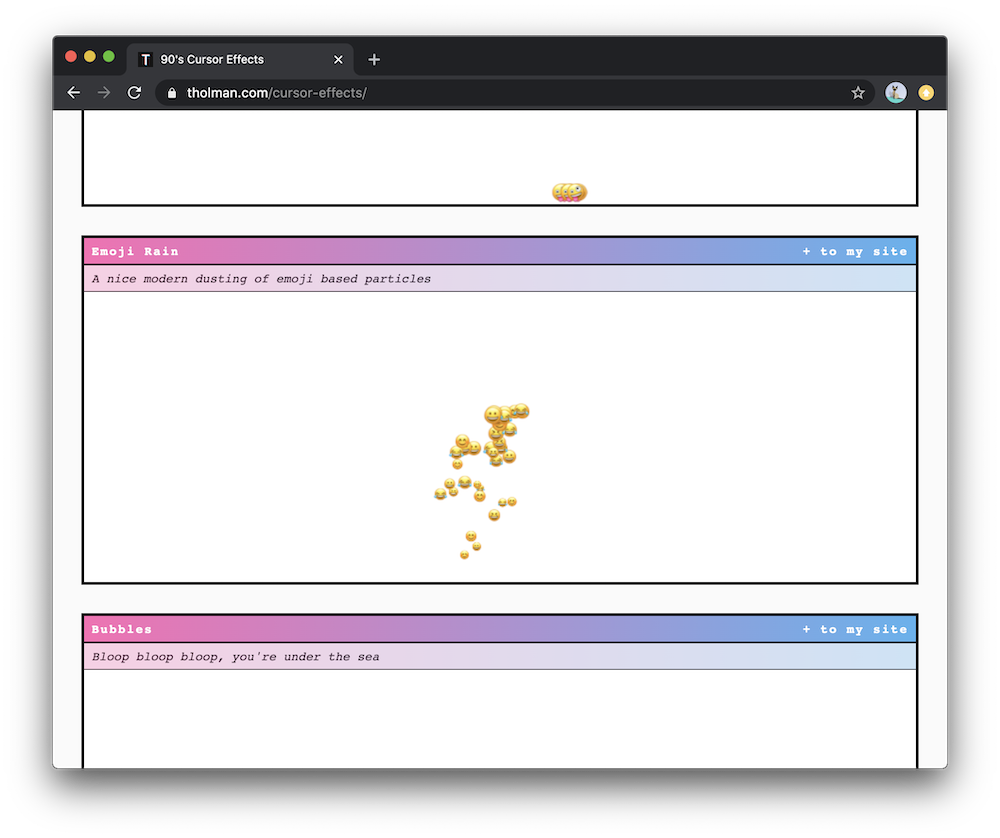 T 90's Cursor Effects
tholman.com/cursor-effects/
Emoji Rain + to my site
A nice modern dusting of emoji based particles
Bubbles + to my site
Bloop bloop bloop, you're under the sea